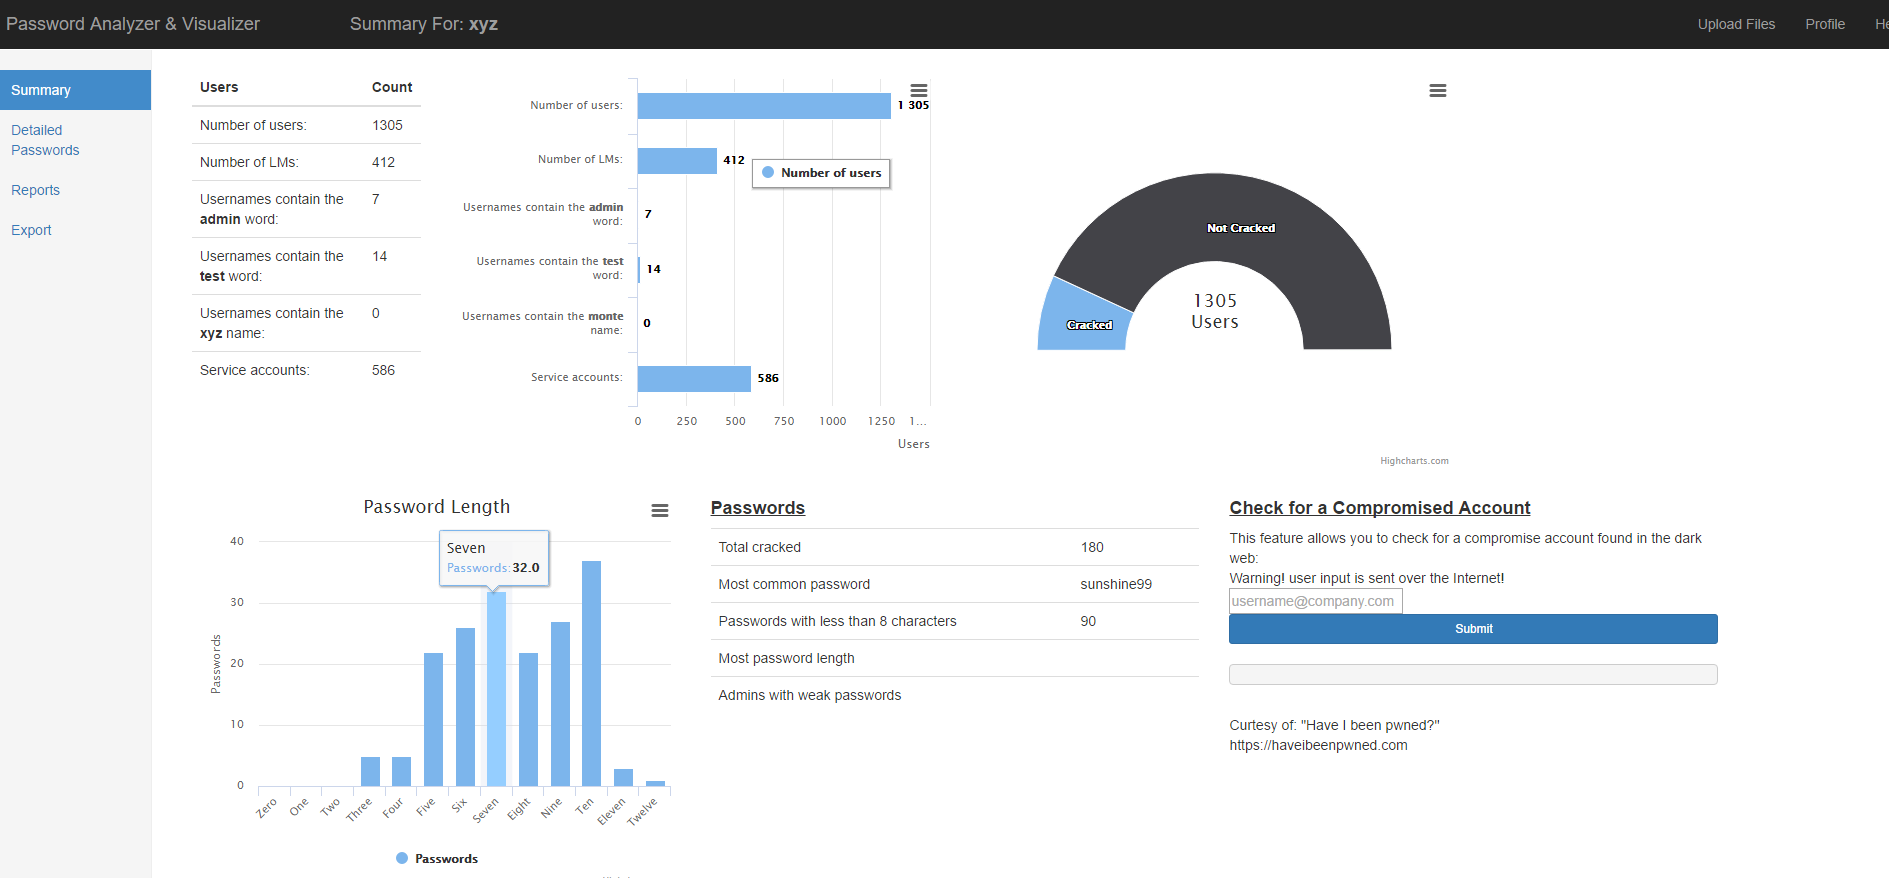 Password Analyzer & Visualizer
Summary For: xyz
Upload Files
Profile
Summary
Detailed
Passwords
Reports
Export
Users Count
Number of users: 1305
Number of LMs: 412
Usernames contain the
admin word: 7
Usernames contain the
test word: 14
Usernames contain the
xyz name: 0
Service accounts: 586
Number of users: 1 305
Number of LMs: 412
Number of users
Usernames contain the admin
word: 7
Usernames contain the test
word: 14
Usernames contain the monte
name: 0
Service accounts: 586
0 250 500 750 1000 1250 1...
Users
Not Cracked
Cracked
1305
Users
Highcharts.com
Password Length
Seven
Passwords: 32.0
40
30
20
10
0
Passwords
Zero One Two Three Four Five Six Seven Eight Nine Ten Eleven Twelve
Passwords
Passwords
Total cracked 180
Most common password sunshine99
Passwords with less than 8 characters 90
Most password length
Admins with weak passwords
Check for a Compromised Account
This feature allows you to check for a compromise account found in the dark
web:
Warning! user input is sent over the Internet!
username@company.com
Submit
Curtesy of: "Have I been pwned?"
https://haveibeenpwned.com